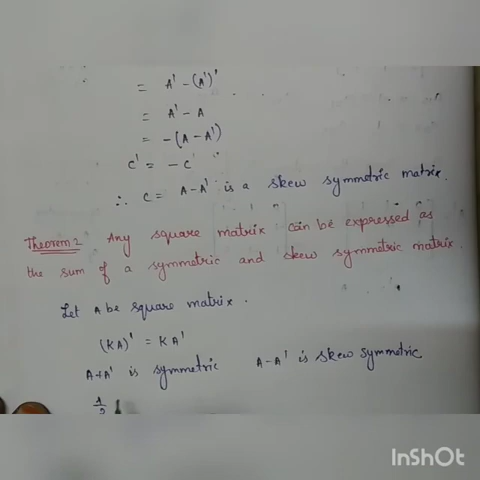 = A' - (A')'
= A' - A
= -(A - A')
C' = - C
∴ C = A - A' is a skew symmetric matrix.
Theorem 2 Any square matrix can be expressed as
the sum of a symmetric and skew symmetric matrix.
Let A be square matrix.
(KA)' = KA'
A+A' is symmetric A-A' is skew symmetric
InShOt